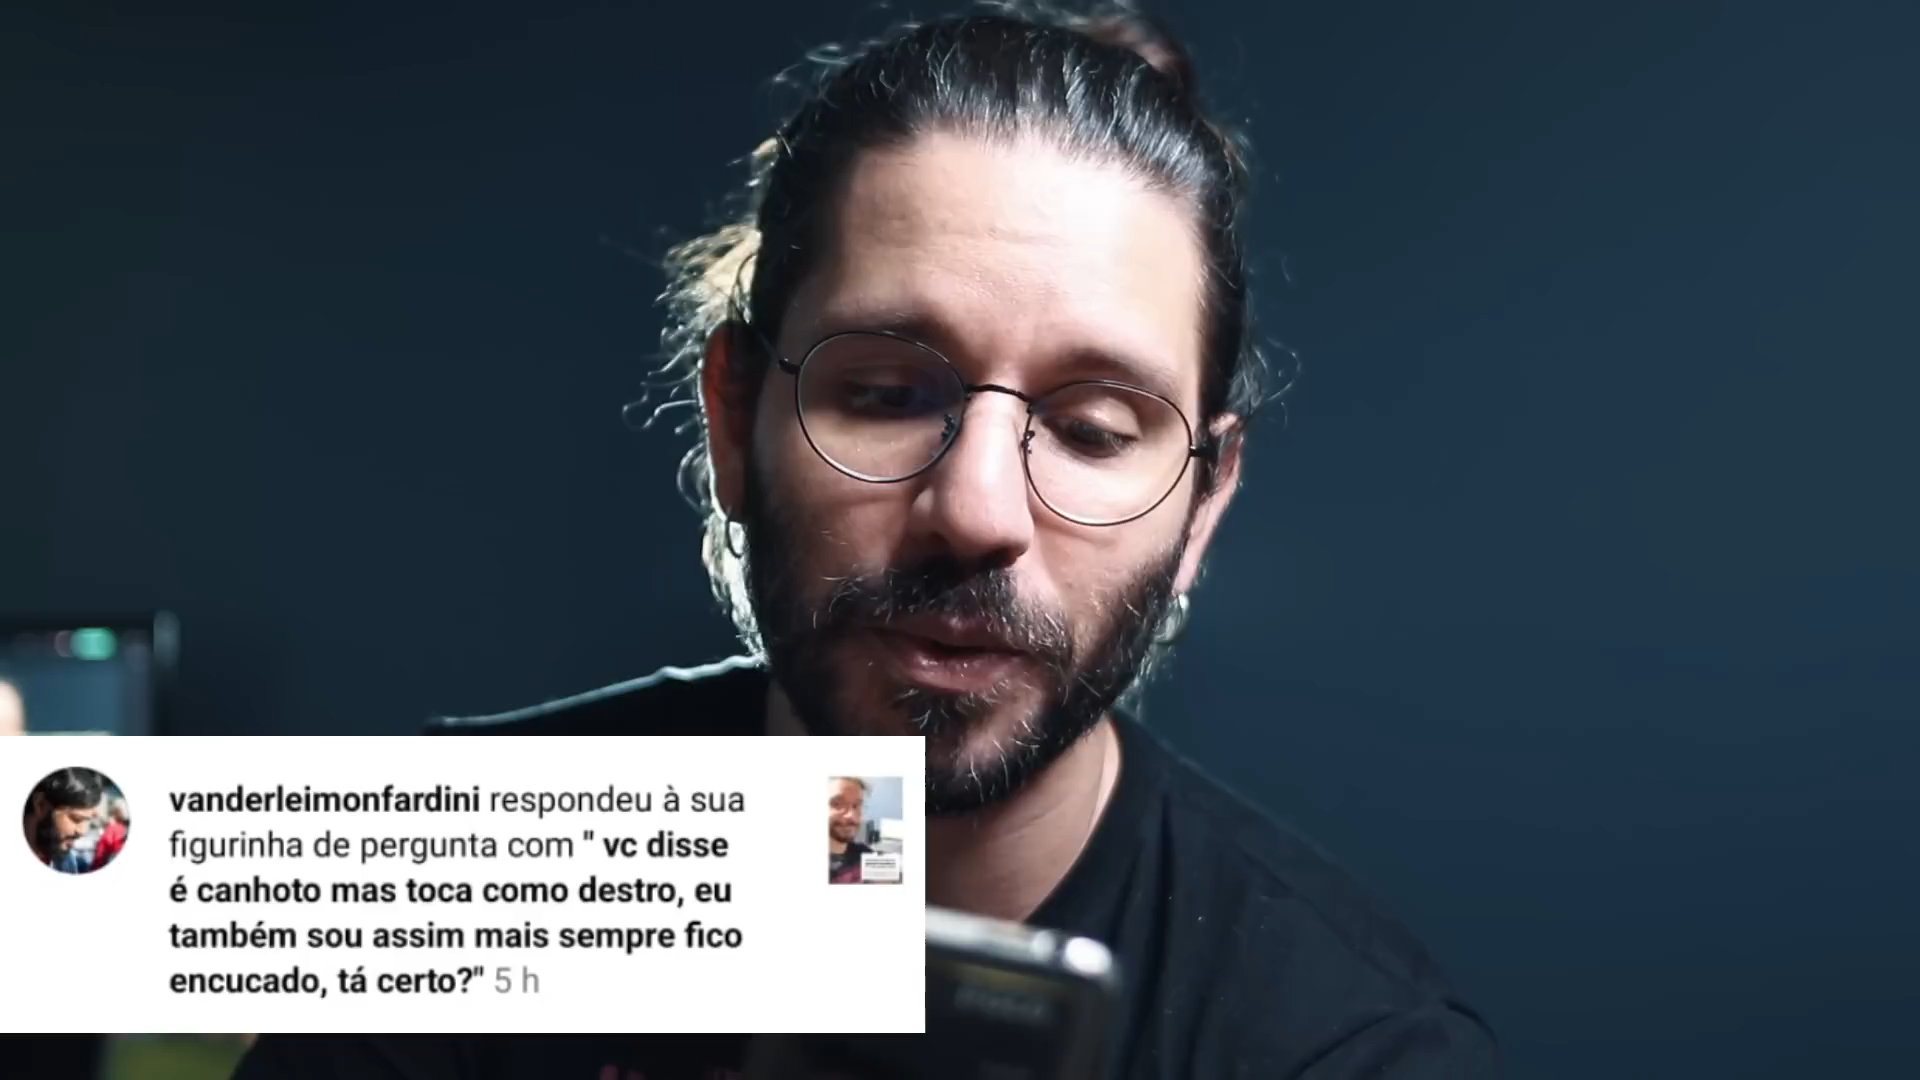 vanderleimonfardini respondeu à sua
figurinha de pergunta com " vc disse
é canhoto mas toca como destro, eu
também sou assim mais sempre fico
encucado, tá certo?" 5 h